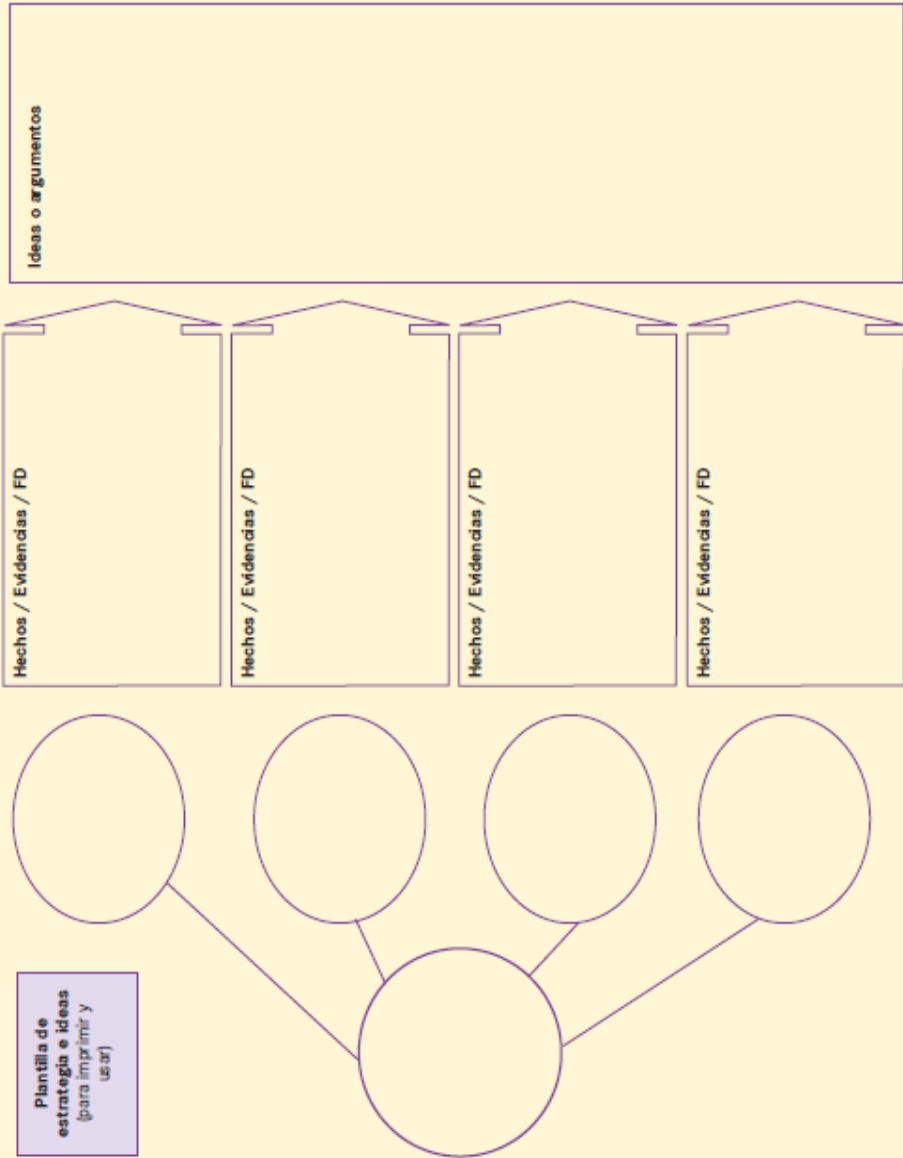 Plantilla de
estrategia e ideas
(para imprimir y
usar)
Hechos / Evidencias / FD
Hechos / Evidencias / FD
Hechos / Evidencias / FD
Hechos / Evidencias / FD
Ideas o argumentos